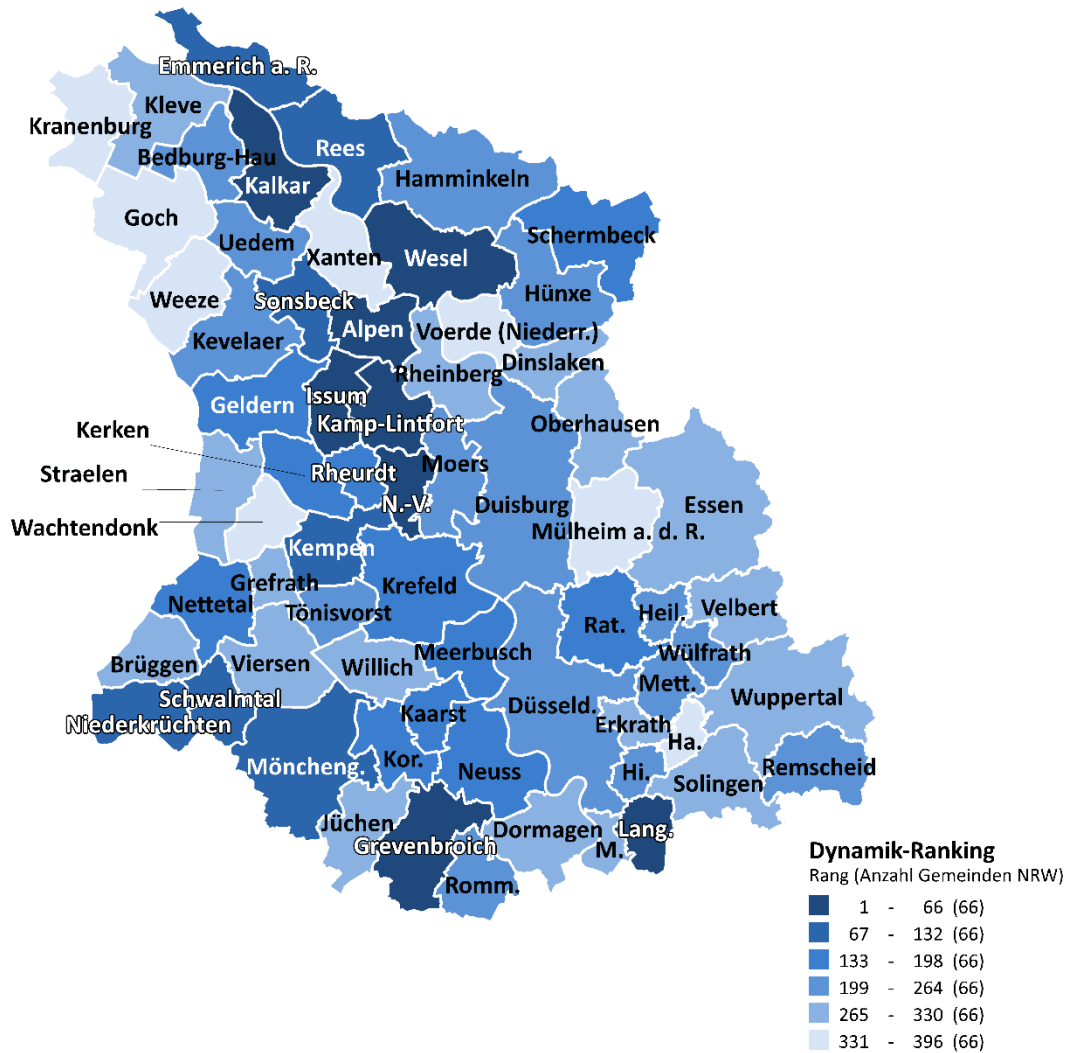 Emmerich a. R.
Kleve
Kranenburg
Rees
Bedburg-Hau
Hamminkeln
Kalkar
Goch
Schermbeck
Uedem
Xanten
Wesel
Hünxe
Weeze
Sonsbeck
Alpen
Voerde (Niederr.)
Kevelaer
Dinslaken
Rheinberg
Issum
Geldern
Kamp-Lintfort
Oberhausen
Kerken
Moers
Straelen
Rheurdt
N.-V.
Duisburg
Essen
Wachtendonk
Mülheim a. d. R.
Kempen
Grefrath
Krefeld
Nettetal
Tönisvorst
Rat.
Heil.
Velbert
Brüggen
Viersen
Willich
Meerbusch
Wülfrath
Mett.
Schwalmtal
Wuppertal
Niederkrüchten
Kaarst
Düsseld.
Erkrath
Ha.
Möncheng.
Kor.
Neuss
Hi.
Remscheid
Solingen
Jüchen
Dormagen
Lang.
Grevenbroich
M.
Romm.
Dynamik-Ranking
Rang (Anzahl Gemeinden NRW)
1 - 66 (66)
67 - 132 (66)
133 - 198 (66)
199 - 264 (66)
265 - 330 (66)
331 - 396 (66)